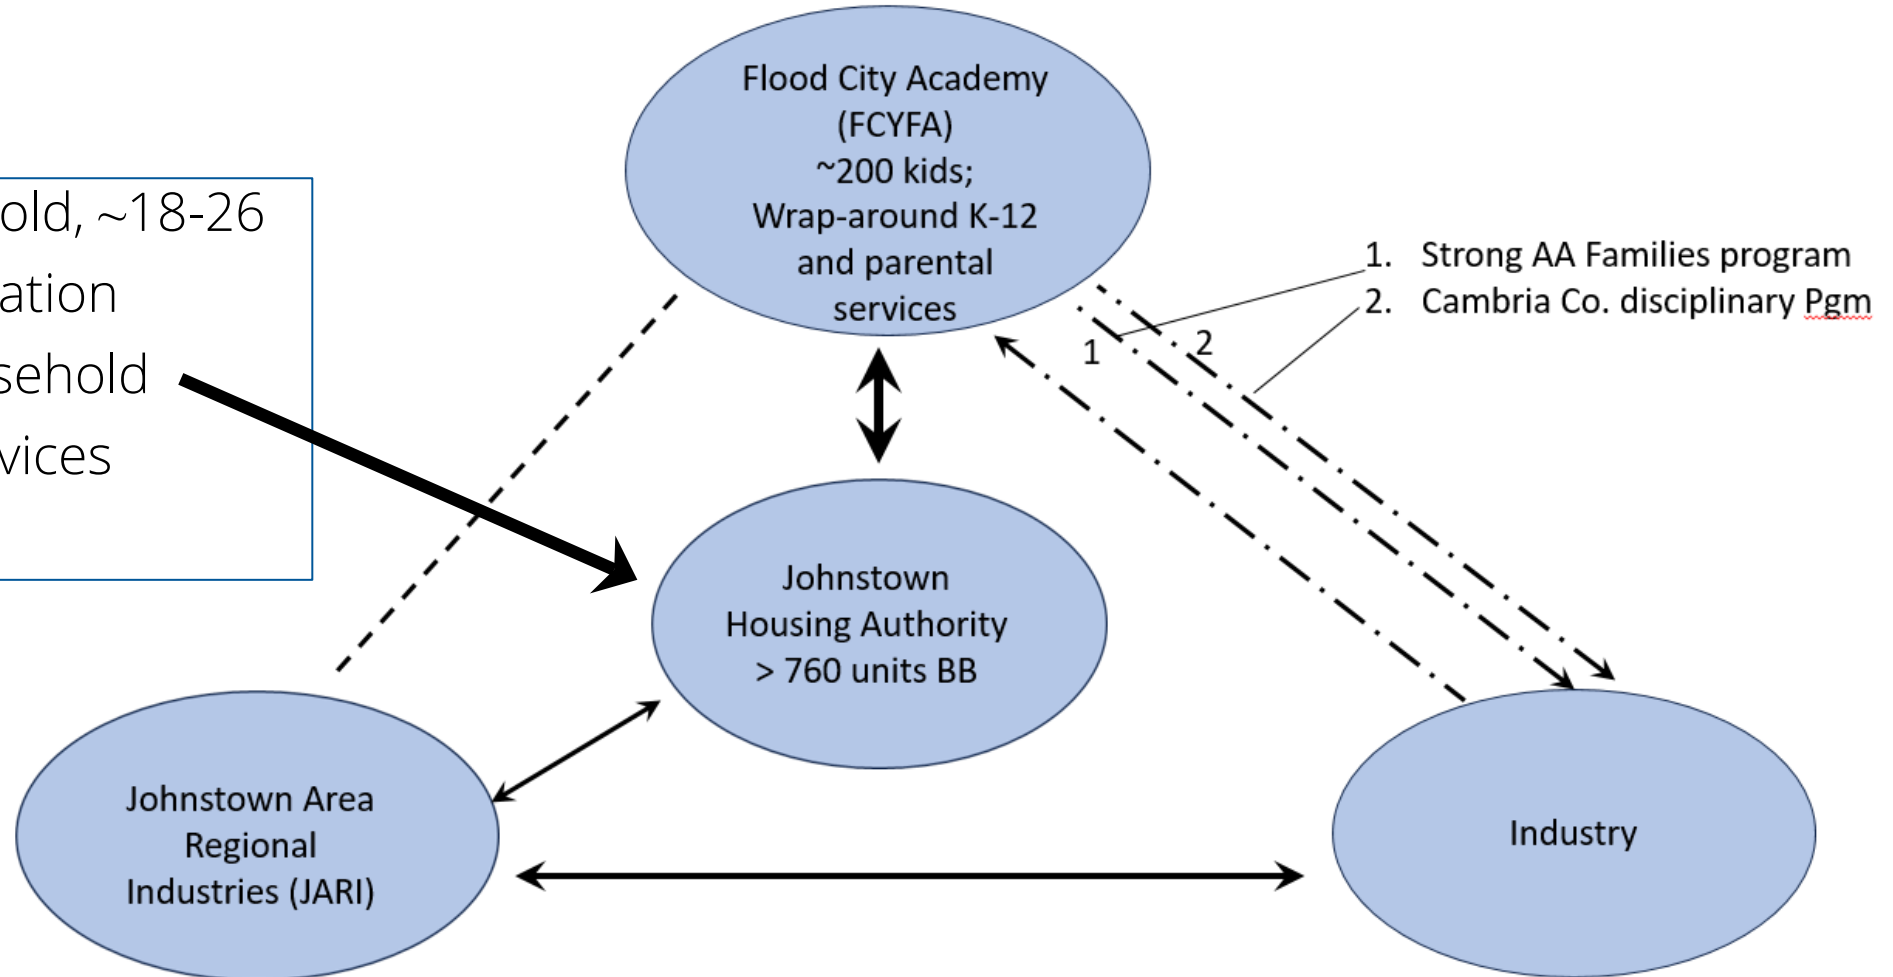 Flood City Academy
(FCYFA)
~200 kids;
Wrap-around K-12
and parental
services
old, ~18-26
ation
sehold
vices
1. Strong AA Families program
2. Cambria Co. disciplinary Pgm
1
2
Johnstown
Housing Authority
> 760 units BB
Johnstown Area
Regional
Industries (JARI)
Industry